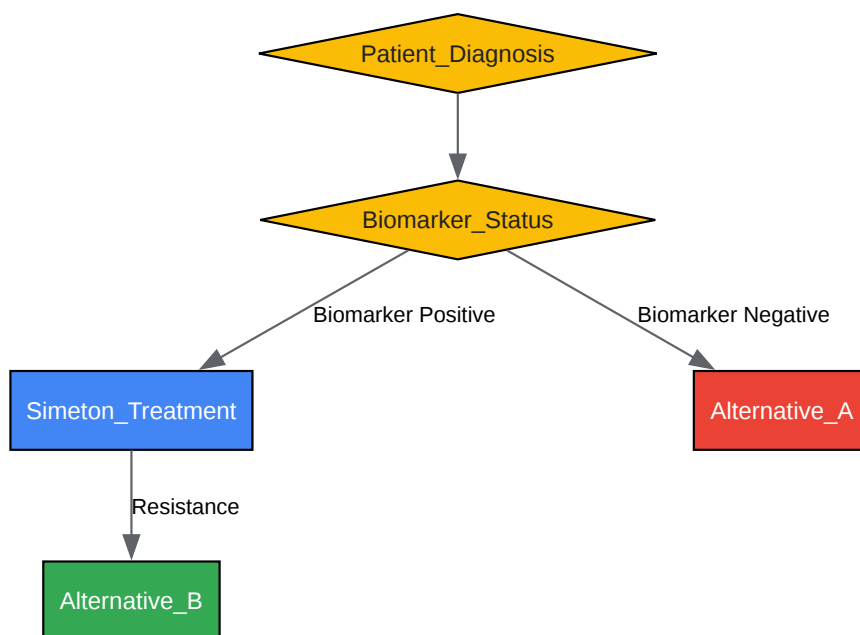 Patient_Diagnosis
Biomarker_Status
Biomarker Positive
Biomarker Negative
Simeton_Treatment
Alternative_A
Resistance
Alternative_B